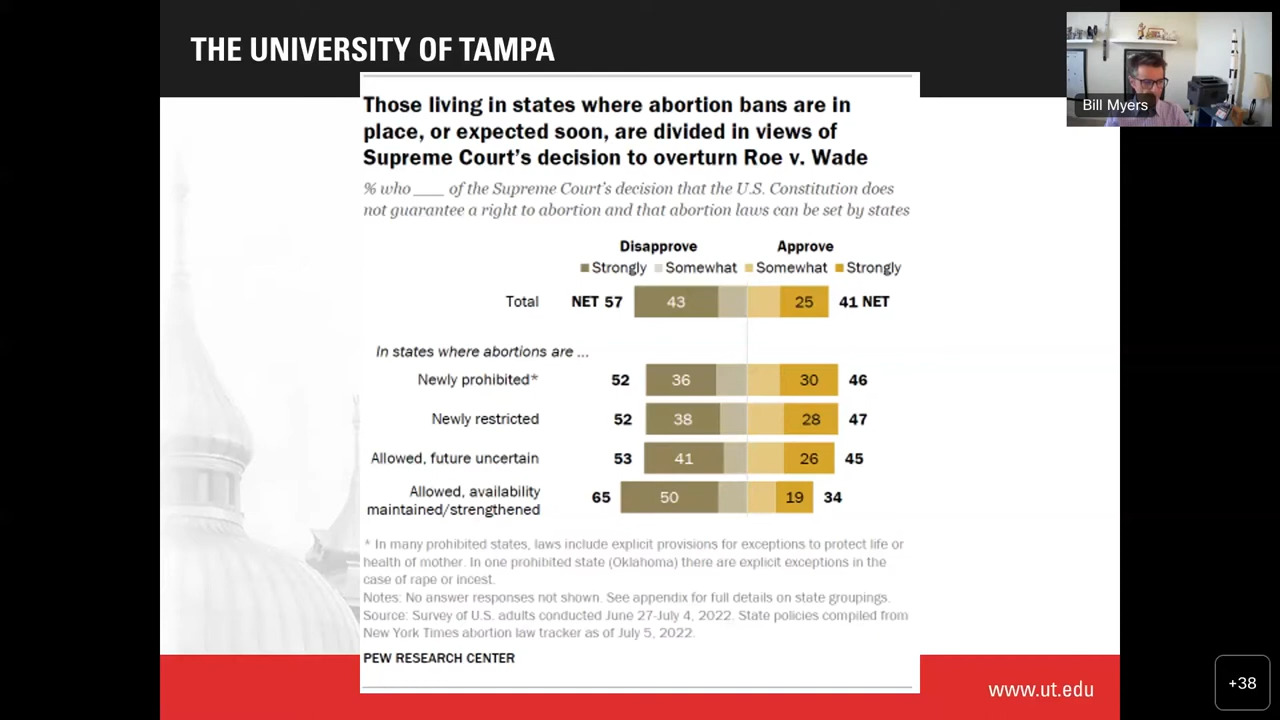 THE UNIVERSITY OF TAMPA
Bill Myers
Those living in states where abortion bans are in
place, or expected soon, are divided in views of
Supreme Court's decision to overturn Roe v. Wade
% who ___ of the Supreme Court's decision that the U.S. Constitution does
not guarantee a right to abortion and that abortion laws can be set by states
Disapprove Approve
Strongly Somewhat Somewhat Strongly
Total NET 57 43 25 41 NET
In states where abortions are ...
Newly prohibited* 52 36 30 46
Newly restricted 52 38 28 47
Allowed, future uncertain 53 41 26 45
Allowed, availability
maintained/strengthened 65 50 19 34
* In many prohibited states, laws include explicit provisions for exceptions to protect life or
health of mother. In one prohibited state (Oklahoma) there are explicit exceptions in the
case of rape or incest.
Notes: No answer responses not shown. See appendix for full details on state groupings.
Source: Survey of U.S. adults conducted June 27-July 4, 2022. State policies compiled from
New York Times abortion law tracker as of July 5, 2022.
PEW RESEARCH CENTER
www.ut.edu
+38